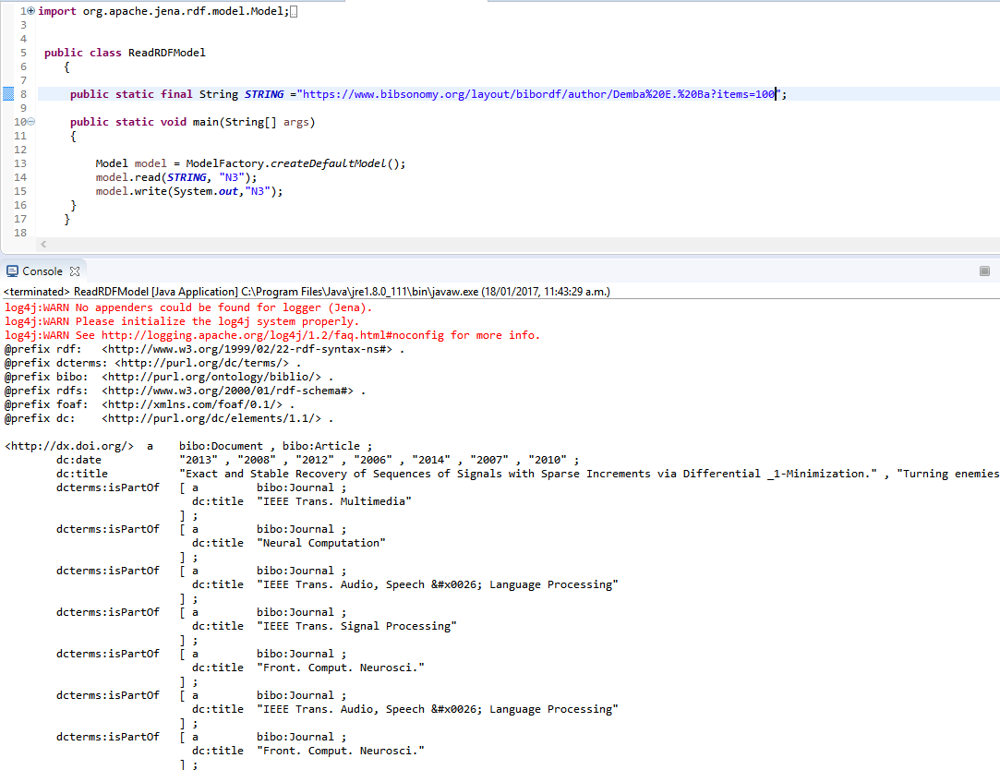 1 import org.apache.jena.rdf.model.Model;
3
4
5 public class ReadRDFModel
6 {
7
8 public static final String STRING ="https://www.bibsonomy.org/layout/bibordf/author/Demba%20E.%20Ba?items=100";
9
10 public static void main(String[] args)
11 {
12
13 Model model = ModelFactory.createDefaultModel();
14 model.read(STRING, "N3");
15 model.write(System.out,"N3");
16 }
17 }
18
Console
<terminated> ReadRDFModel [Java Application] C:\Program Files\Java\jre1.8.0_111\bin\javaw.exe (18/01/2017, 11:43:29 a.m.)
log4j:WARN No appenders could be found for logger (Jena).
log4j:WARN Please initialize the log4j system properly.
log4j:WARN See http://logging.apache.org/log4j/1.2/faq.html#noconfig for more info.
@prefix rdf: <http://www.w3.org/1999/02/22-rdf-syntax-ns#> .
@prefix dcterms: <http://purl.org/dc/terms/> .
@prefix bibo: <http://purl.org/ontology/biblio/> .
@prefix rdfs: <http://www.w3.org/2000/01/rdf-schema#> .
@prefix foaf: <http://xmlns.com/foaf/0.1/> .
@prefix dc: <http://purl.org/dc/elements/1.1/> .
<http://dx.doi.org/> a bibo:Document , bibo:Article ;
dc:date "2013" , "2008" , "2012" , "2006" , "2014" , "2007" , "2010" ;
dc:title "Exact and Stable Recovery of Sequences of Signals with Sparse Increments via Differential _1-Minimization." , "Turning enemies
dcterms:isPartOf [ a bibo:Journal ;
dc:title "IEEE Trans. Multimedia"
] ;
dcterms:isPartOf [ a bibo:Journal ;
dc:title "Neural Computation"
] ;
dcterms:isPartOf [ a bibo:Journal ;
dc:title "IEEE Trans. Audio, Speech &#x0026; Language Processing"
] ;
dcterms:isPartOf [ a bibo:Journal ;
dc:title "IEEE Trans. Signal Processing"
] ;
dcterms:isPartOf [ a bibo:Journal ;
dc:title "Front. Comput. Neurosci."
] ;
dcterms:isPartOf [ a bibo:Journal ;
dc:title "IEEE Trans. Audio, Speech &#x0026; Language Processing"
] ;
dcterms:isPartOf [ a bibo:Journal ;
dc:title "Front. Comput. Neurosci."
] ;